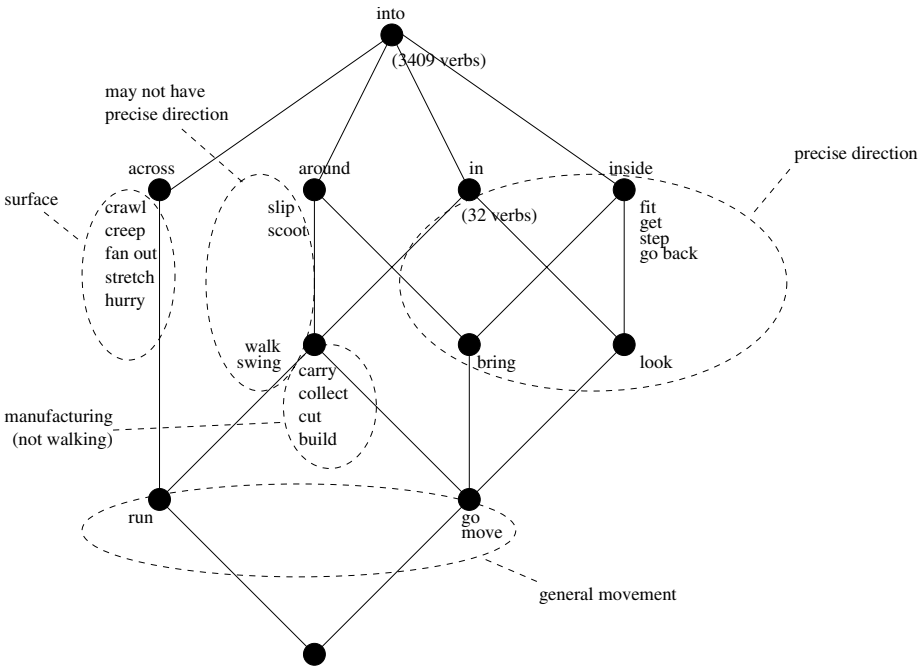 into
(3409 verbs)
may not have
precise direction
precise direction
across
around
in
inside
surface
crawl
creep
fan out
stretch
hurry
slip
scoot
(32 verbs)
fit
get
step
go back
walk
swing
bring
look
carry
collect
cut
build
manufacturing
(not walking)
run
go
move
general movement